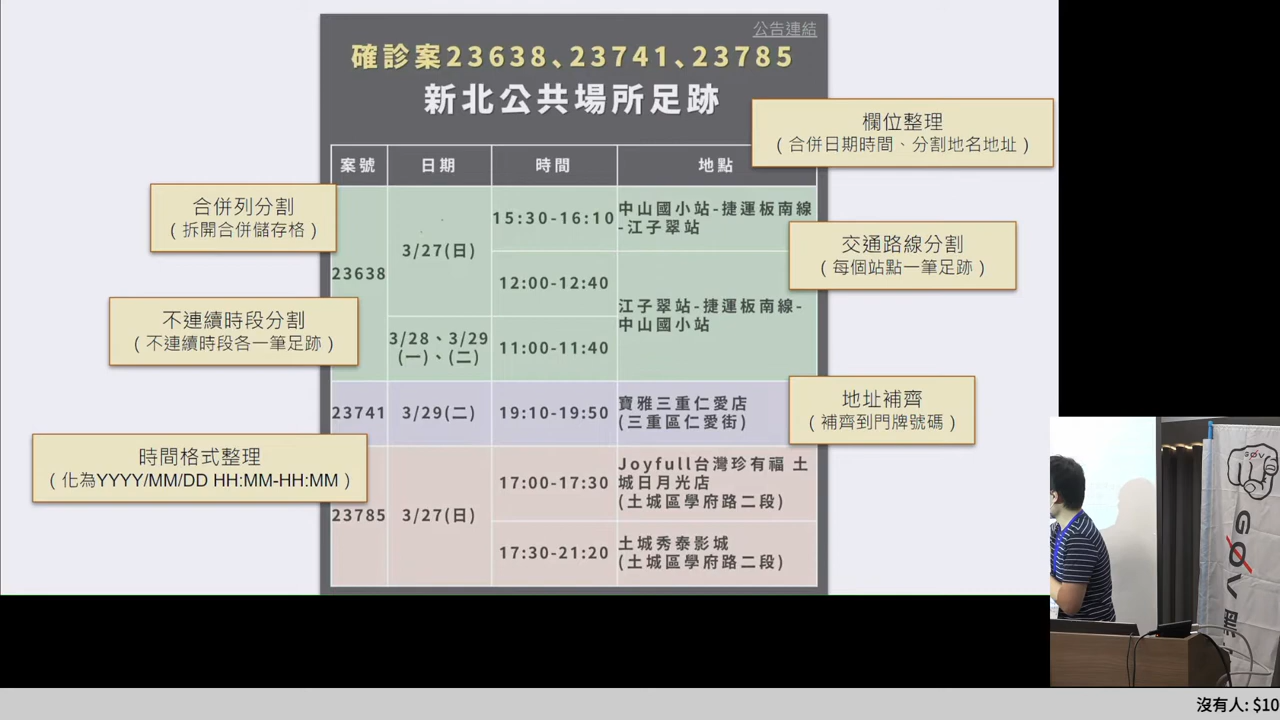 公告連結
確診案23638、23741、23785
新北公共場所足跡
欄位整理
(合併日期時間、分割地名地址)
案號 日期 時間 地點
合併列分割
(拆開合併儲存格)
23638
3/27(日)
15:30-16:10
中山國小站-捷運板南線
-江子翠站
交通路線分割
(每個站點一筆足跡)
12:00-12:40
江子翠站-捷運板南線-
中山國小站
不連續時段分割
(不連續時段各一筆足跡)
3/28、3/29
(一)、(二)
11:00-11:40
23741
3/29(二)
19:10-19:50
寶雅三重仁愛店
(三重區仁愛街)
地址補齊
(補齊到門牌號碼)
時間格式整理
(化為YYYY/MM/DD HH:MM-HH:MM)
23785
3/27(日)
17:00-17:30
Joyfull台灣珍有福 土
城日月光店
(土城區學府路二段)
17:30-21:20
土城秀泰影城
(土城區學府路二段)
GØV
沒有人: $10